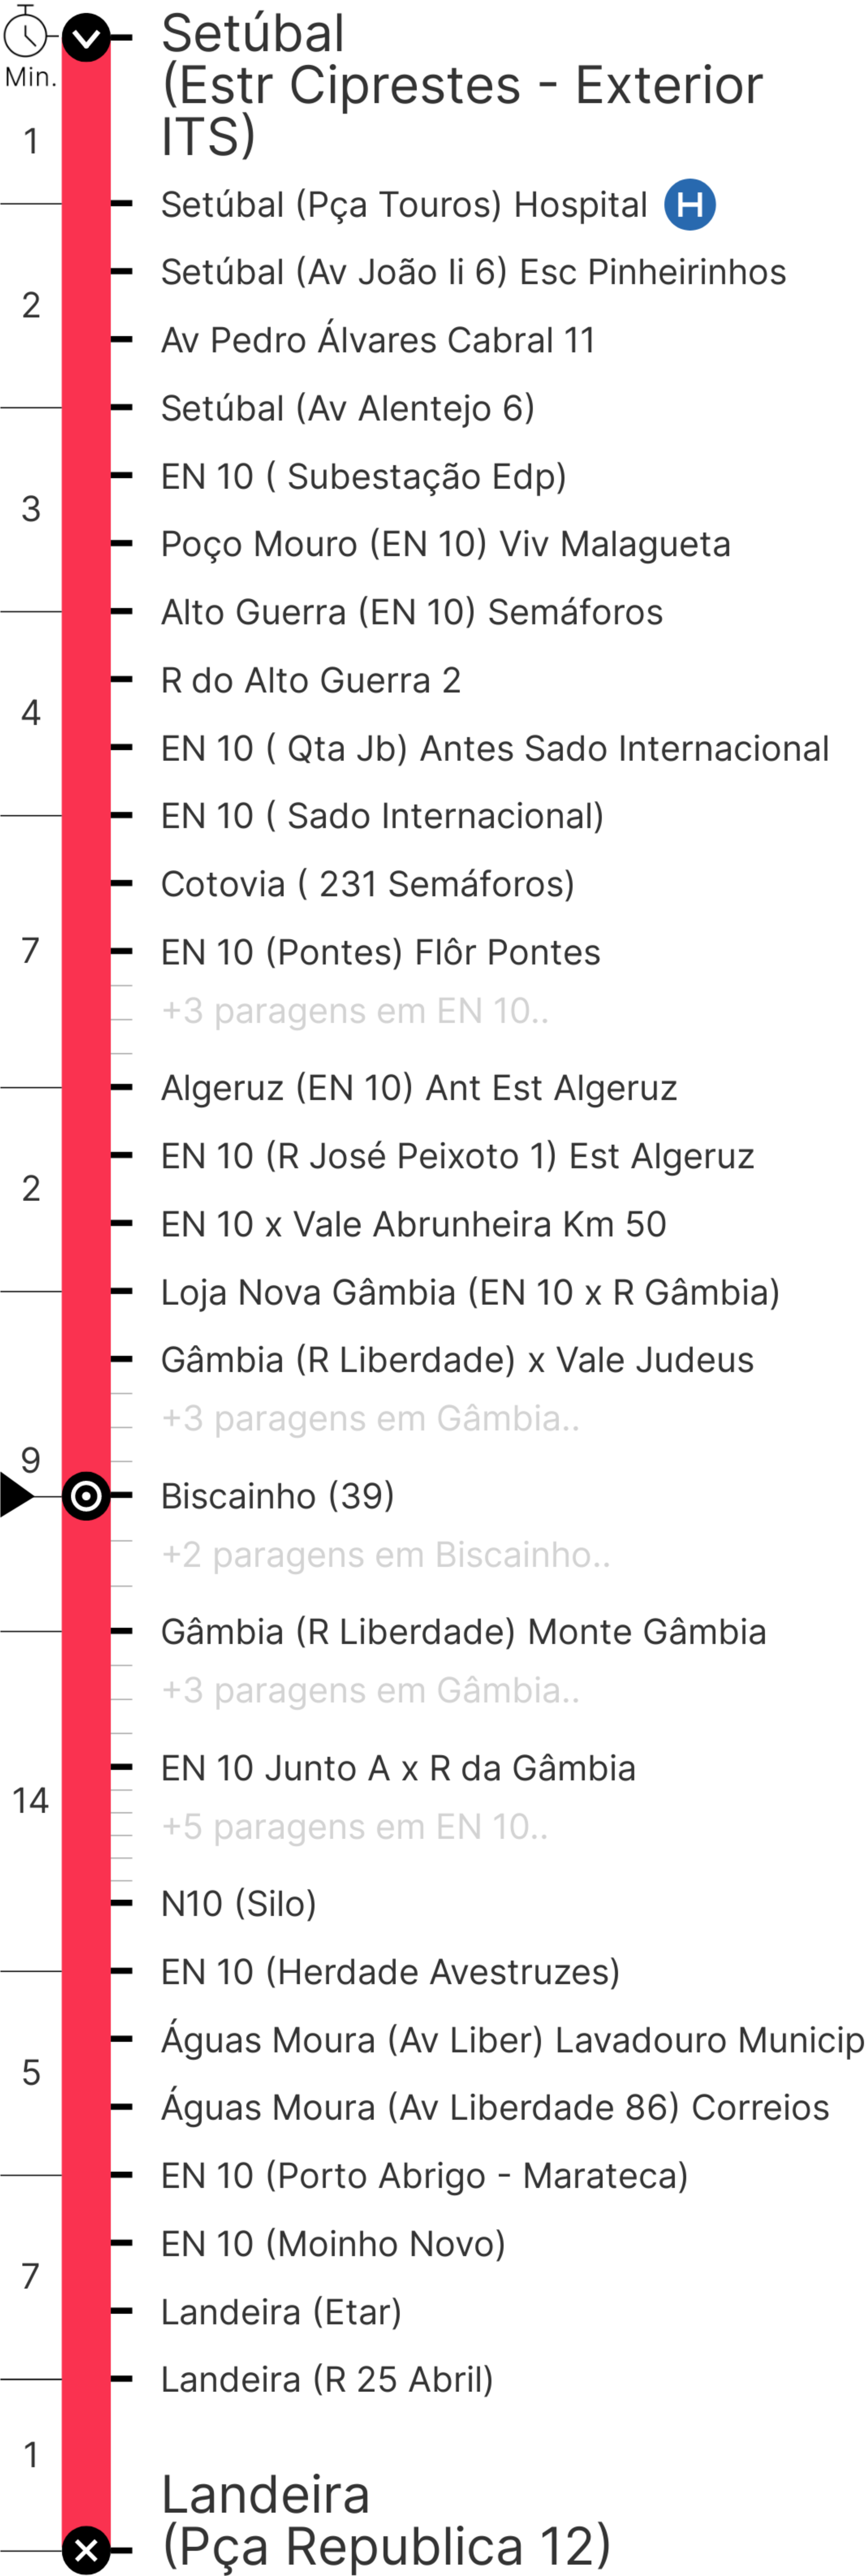 Setúbal
(Estr Ciprestes - Exterior
ITS)
Min.
1
Setúbal (Pça Touros) Hospital H
Setúbal (Av João Ii 6) Esc Pinheirinhos
2
Av Pedro Álvares Cabral 11
Setúbal (Av Alentejo 6)
EN 10 ( Subestação Edp)
3
Poço Mouro (EN 10) Viv Malagueta
Alto Guerra (EN 10) Semáforos
R do Alto Guerra 2
4
EN 10 ( Qta Jb) Antes Sado Internacional
EN 10 ( Sado Internacional)
Cotovia ( 231 Semáforos)
7
EN 10 (Pontes) Flôr Pontes
+3 paragens em EN 10..
Algeruz (EN 10) Ant Est Algeruz
EN 10 (R José Peixoto 1) Est Algeruz
2
EN 10 x Vale Abrunheira Km 50
Loja Nova Gâmbia (EN 10 x R Gâmbia)
Gâmbia (R Liberdade) x Vale Judeus
+3 paragens em Gâmbia..
9
Biscainho (39)
+2 paragens em Biscainho..
Gâmbia (R Liberdade) Monte Gâmbia
+3 paragens em Gâmbia..
EN 10 Junto A x R da Gâmbia
14
+5 paragens em EN 10..
N10 (Silo)
EN 10 (Herdade Avestruzes)
Águas Moura (Av Liber) Lavadouro Municip
5
Águas Moura (Av Liberdade 86) Correios
EN 10 (Porto Abrigo - Marateca)
EN 10 (Moinho Novo)
7
Landeira (Etar)
Landeira (R 25 Abril)
1
Landeira
(Pça Republica 12)